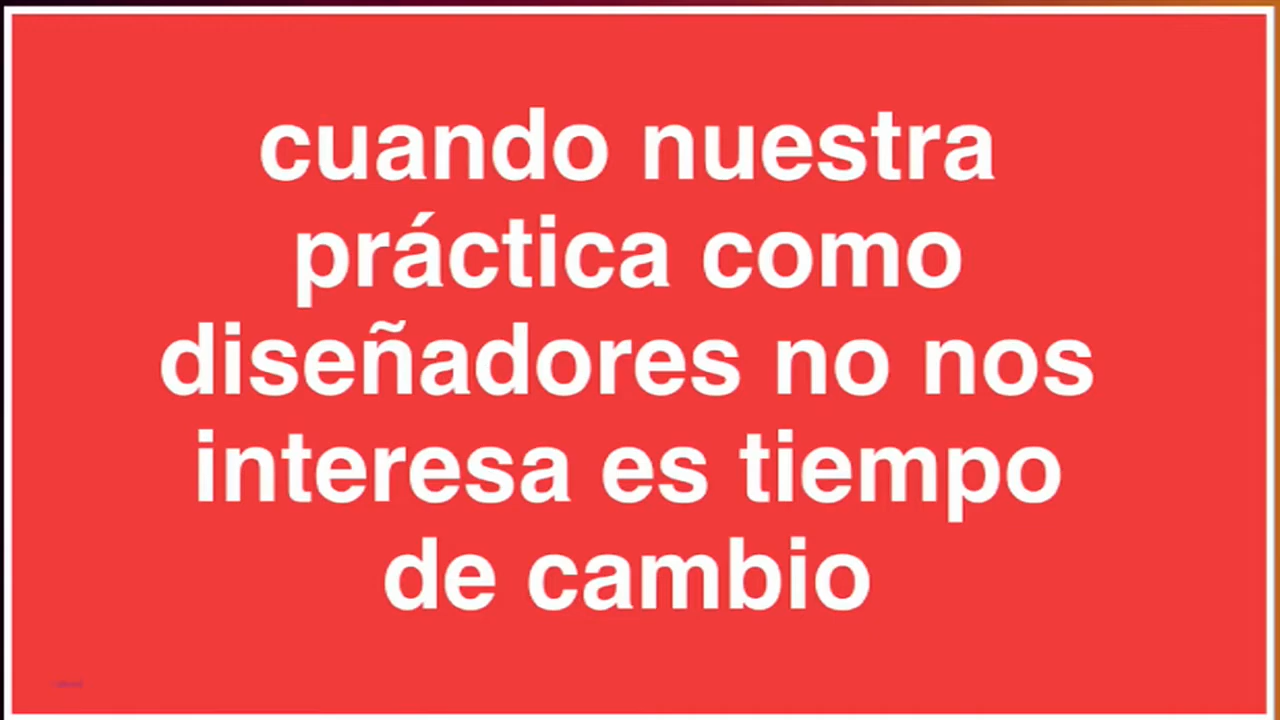 cuando nuestra
práctica como
diseñadores no nos
interesa es tiempo
de cambio